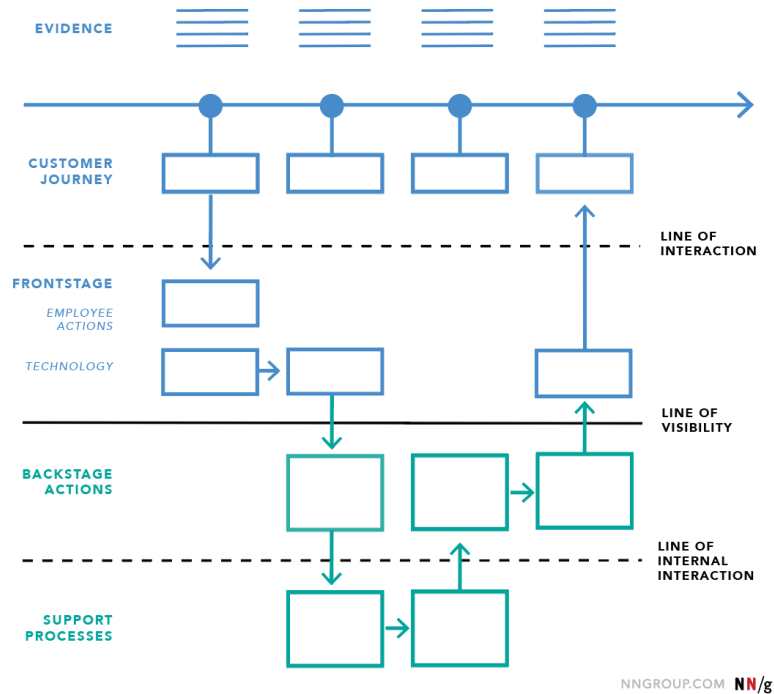 EVIDENCE
CUSTOMER
JOURNEY
LINE OF
INTERACTION
FRONTSTAGE
EMPLOYEE
ACTIONS
TECHNOLOGY
LINE OF
VISIBILITY
BACKSTAGE
ACTIONS
LINE OF
INTERNAL
INTERACTION
SUPPORT
PROCESSES
NNGROUP.COM NN/g